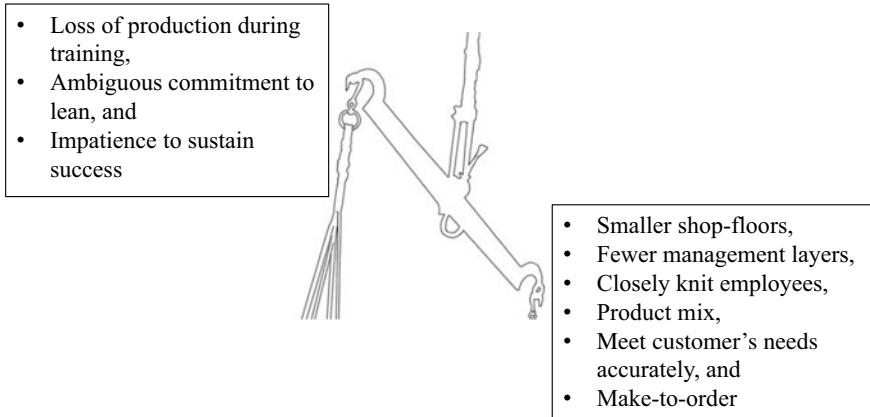 • Loss of production during
training,
• Ambiguous commitment to
lean, and
• Impatience to sustain
success
• Smaller shop-floors,
• Fewer management layers,
• Closely knit employees,
• Product mix,
• Meet customer’s needs
accurately, and
• Make-to-order